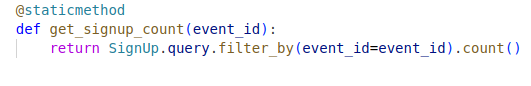 @staticmethod
def get_signup_count(event_id):
    return SignUp.query.filter_by(event_id=event_id).count()